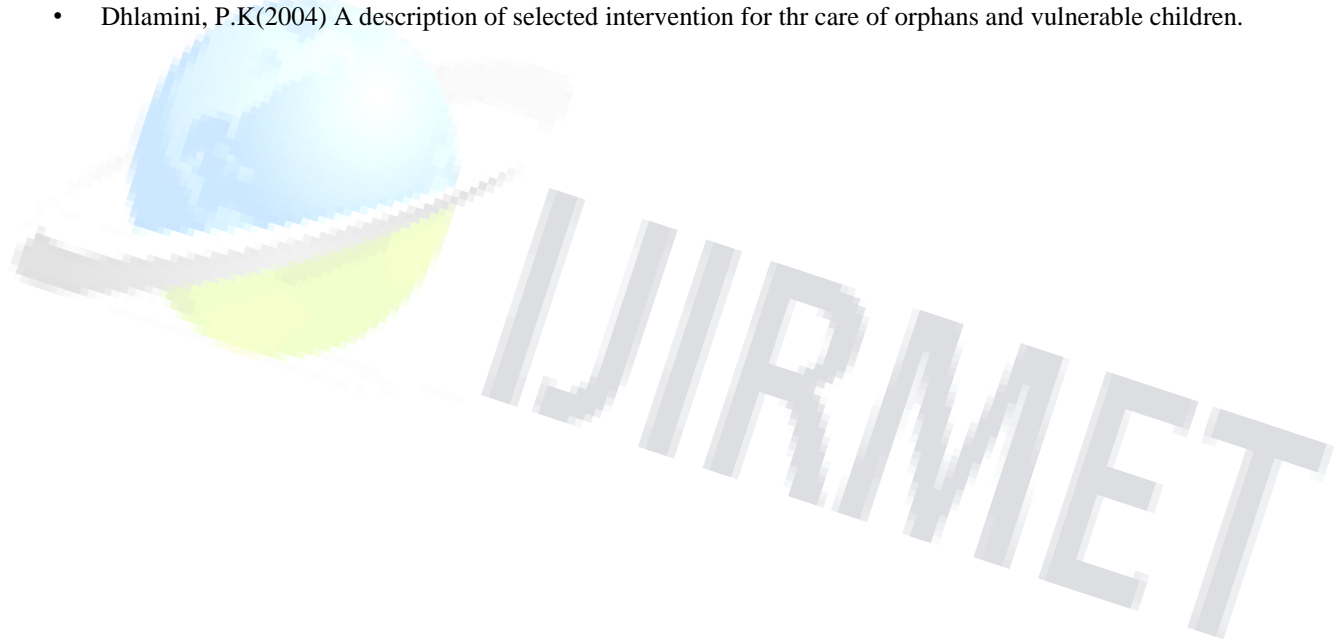 • Dhlamini, P.K(2004) A description of selected intervention for thr care of orphans and vulnerable children.
IJIRMET